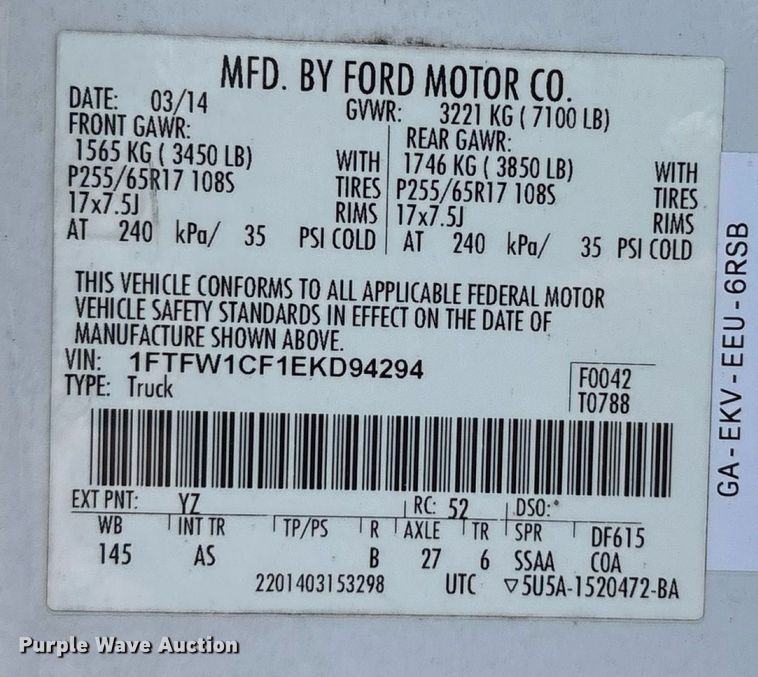 MFD. BY FORD MOTOR CO.
DATE: 03/14 GVWR: 3221 KG ( 7100 LB)
FRONT GAWR: REAR GAWR:
1565 KG ( 3450 LB) WITH 1746 KG ( 3850 LB) WITH
P255/65R17 108S TIRES P255/65R17 108S TIRES
17x7.5J RIMS 17x7.5J RIMS
AT 240 kPa/ 35 PSI COLD AT 240 kPa/ 35 PSI COLD
THIS VEHICLE CONFORMS TO ALL APPLICABLE FEDERAL MOTOR
VEHICLE SAFETY STANDARDS IN EFFECT ON THE DATE OF
MANUFACTURE SHOWN ABOVE.
VIN: 1FTFW1CF1EKD94294 F0042
TYPE: Truck T0788
EXT PNT: YZ RC: 52 DSO:*
WB INT TR TP/PS R AXLE TR SPR DF615
145 AS B 27 6 SSAA COA
2201403153298 UTC ▽5U5A-1520472-BA
GA-EKV-EEU-6RSB
Purple Wave Auction